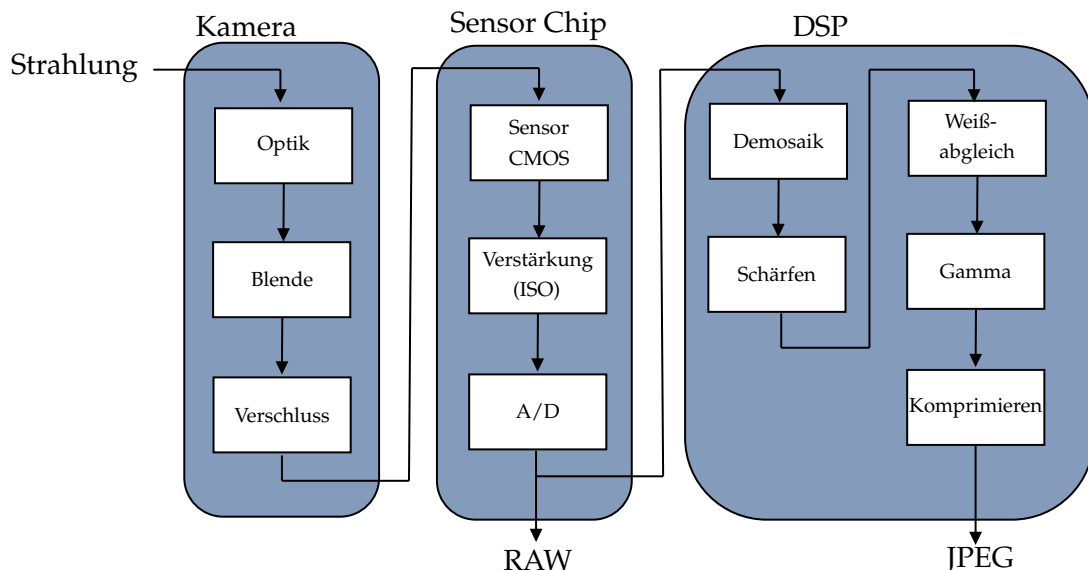 Kamera
Strahlung
Optik
Blende
Verschluss
Sensor Chip
Sensor
CMOS
Verstärkung
(ISO)
A/D
RAW
DSP
Demosaik
Schärfen
Weiß-
abgleich
Gamma
Komprimieren
JPEG